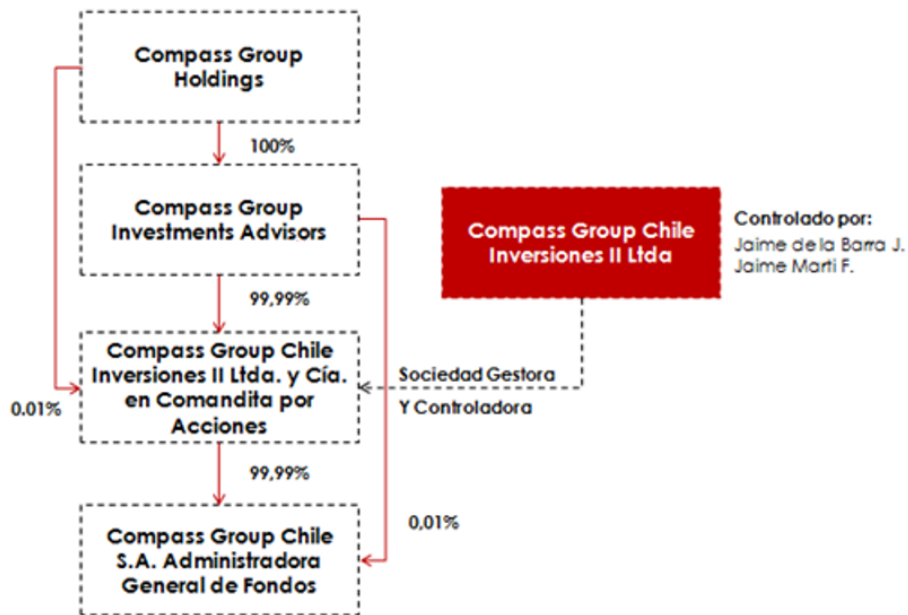 Compass Group
Holdings
100%
Compass Group
Investments Advisors
Compass Group Chile
Inversiones II Ltda
Controlado por:
Jaime de la Barra J.
Jaime Marti F.
99,99%
Compass Group Chile
Inversiones II Ltda. y Cía.
en Comandita por
Acciones
0.01%
Sociedad Gestora
Y Controladora
99,99%
0,01%
Compass Group Chile
S.A. Administradora
General de Fondos